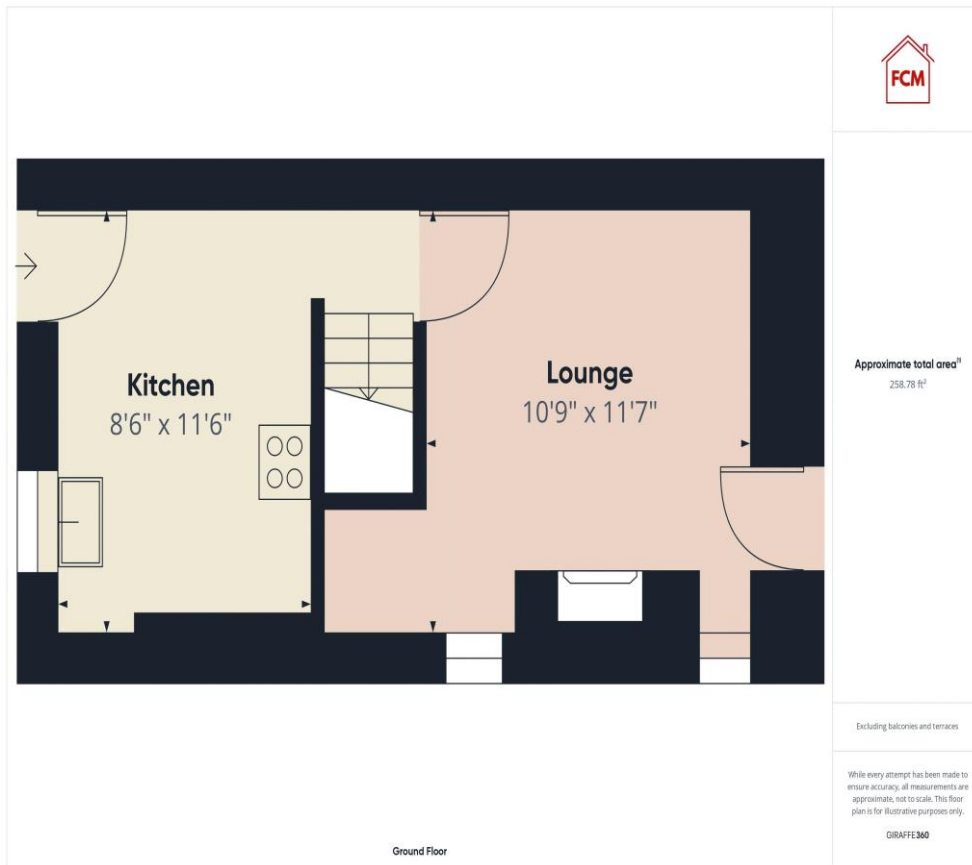 FCM
Kitchen
8'6" x 11'6"
Lounge
10'9" x 11'7"
Approximate total area⁽¹⁾
258.78 ft²
Excluding balconies and terraces
While every attempt has been made to
ensure accuracy, all measurements are
approximate, not to scale. This floor
plan is for illustrative purposes only.
GIRAFFE360
Ground Floor